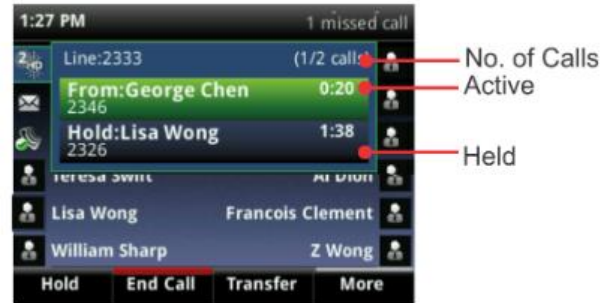 1:27 PM 1 missed call
Line:2333 (1/2 calls) No. of Calls
From:George Chen 0:20 Active
2346
Hold:Lisa Wong 1:38
2326 Held
Teresa Swift Al Dion
Lisa Wong Francois Clement
William Sharp Z Wong
Hold End Call Transfer More